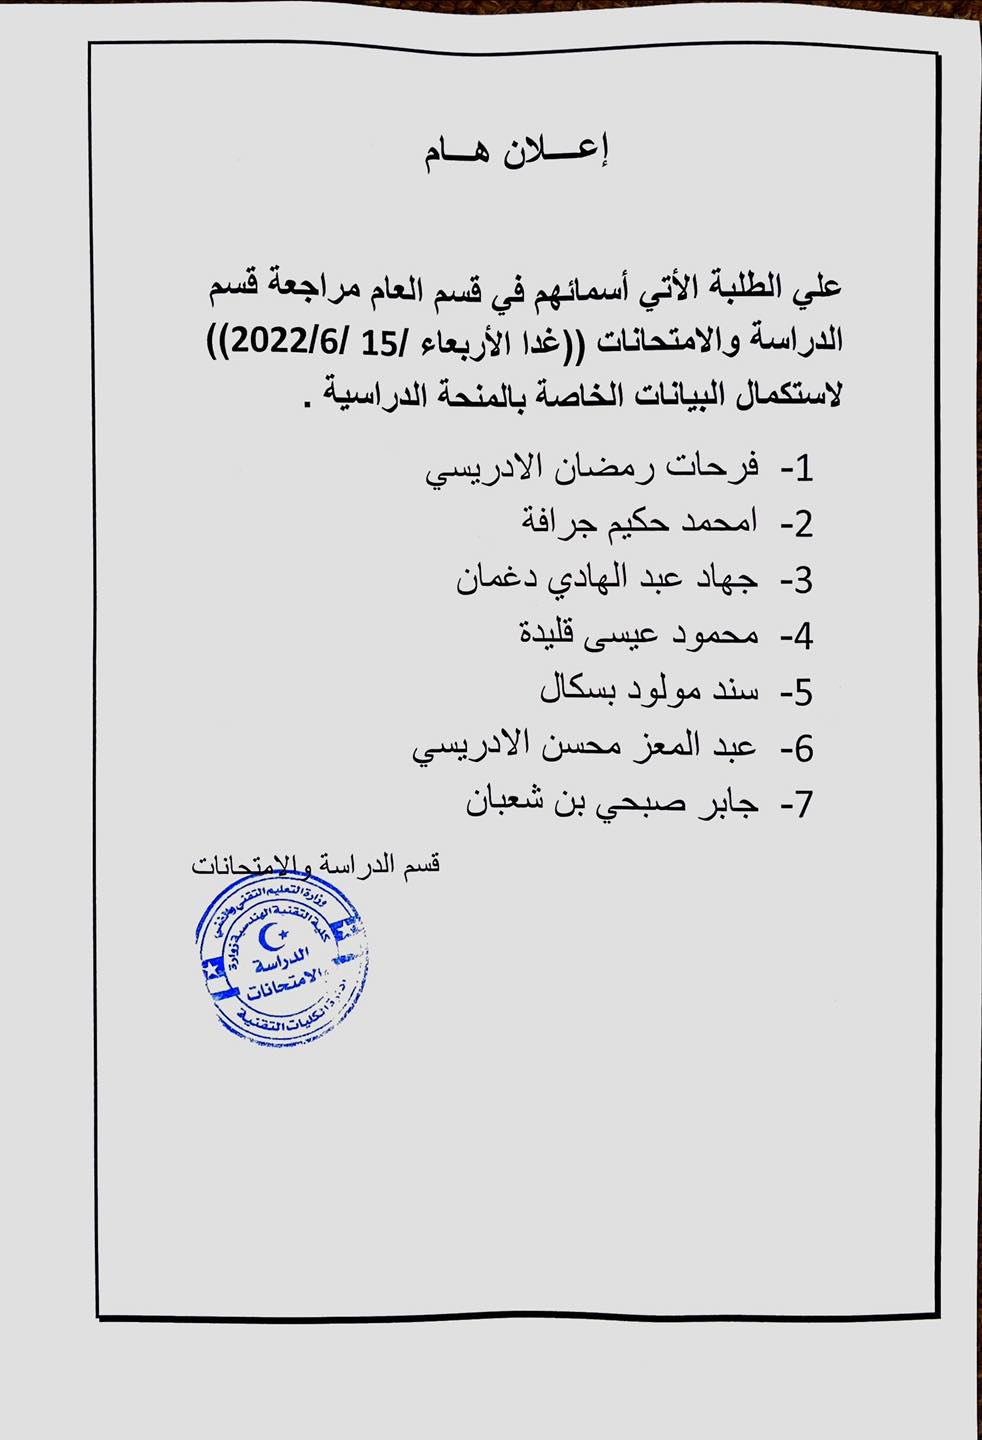 إعـــلان هـــام
علي الطلبة الأتي أسمائهم في قسم العام مراجعة قسم
الدراسة والامتحانات ((غدا الأربعاء /15 /2022/6))
لاستكمال البيانات الخاصة بالمنحة الدراسية .
1- فرحات رمضان الادريسي
2- امحمد حكيم جرافة
3- جهاد عبد الهادي دغمان
4- محمود عيسى قليدة
5- سند مولود بسكال
6- عبد المعز محسن الادريسي
7- جابر صبحي بن شعبان
قسم الدراسة والامتحانات
وزارة التعليم التقني والفني
كلية التقنية الهندسية زوارة
الدراسة
والامتحانات
الكليات التقنية